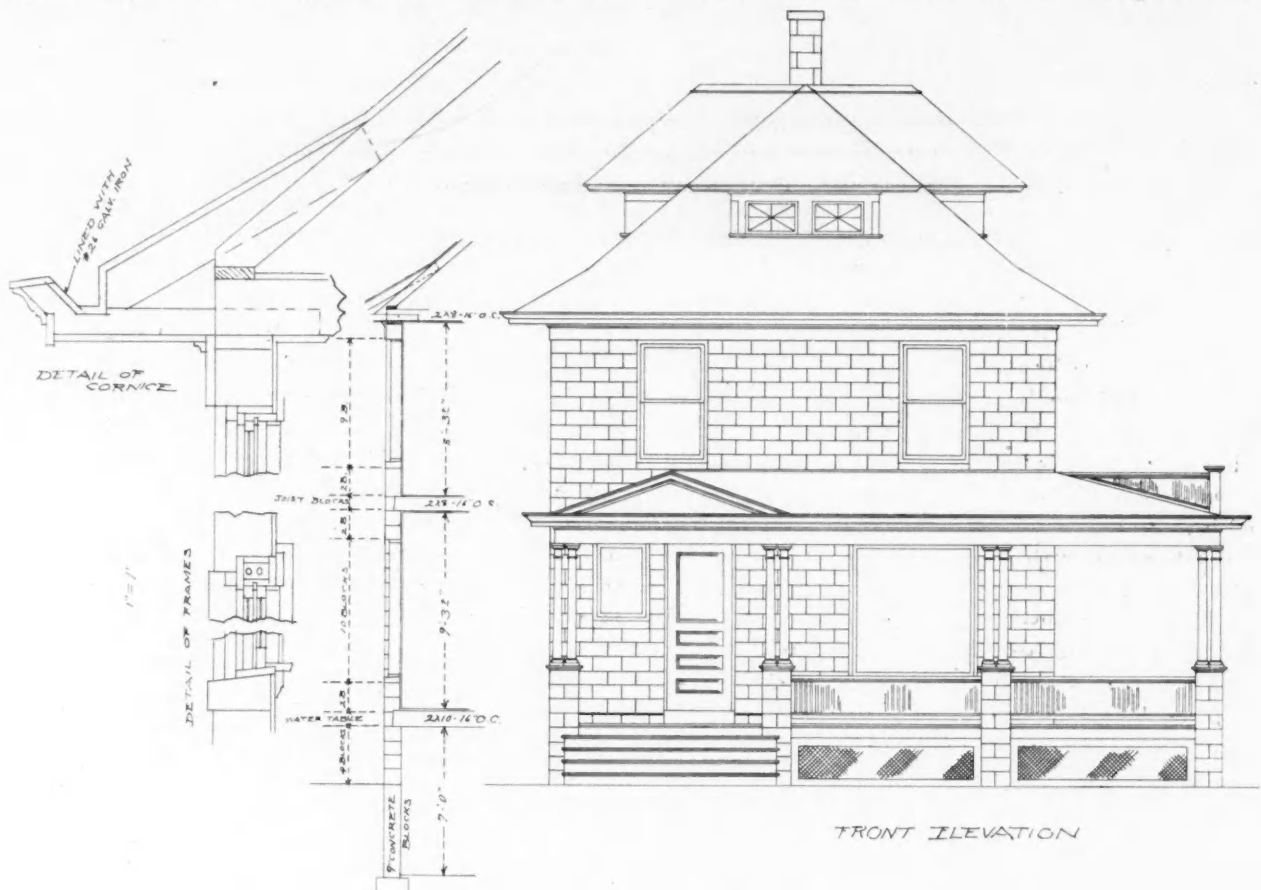 LINED WITH
#26 GALV. IRON
DETAIL OF
CORNICE
2X8-16"O.C.
9 B.
2 B.
JOIST BLOCKS
2X8-16"O.C.
2 B.
DETAIL OF FRAMES
1"=1'
10 BLOCKS
9'-3½"
2 B.
WATER TABLE
2X10-16"O.C.
4 BLOCKS
7'-0"
9" CONCRETE
BLOCKS
FRONT ELEVATION